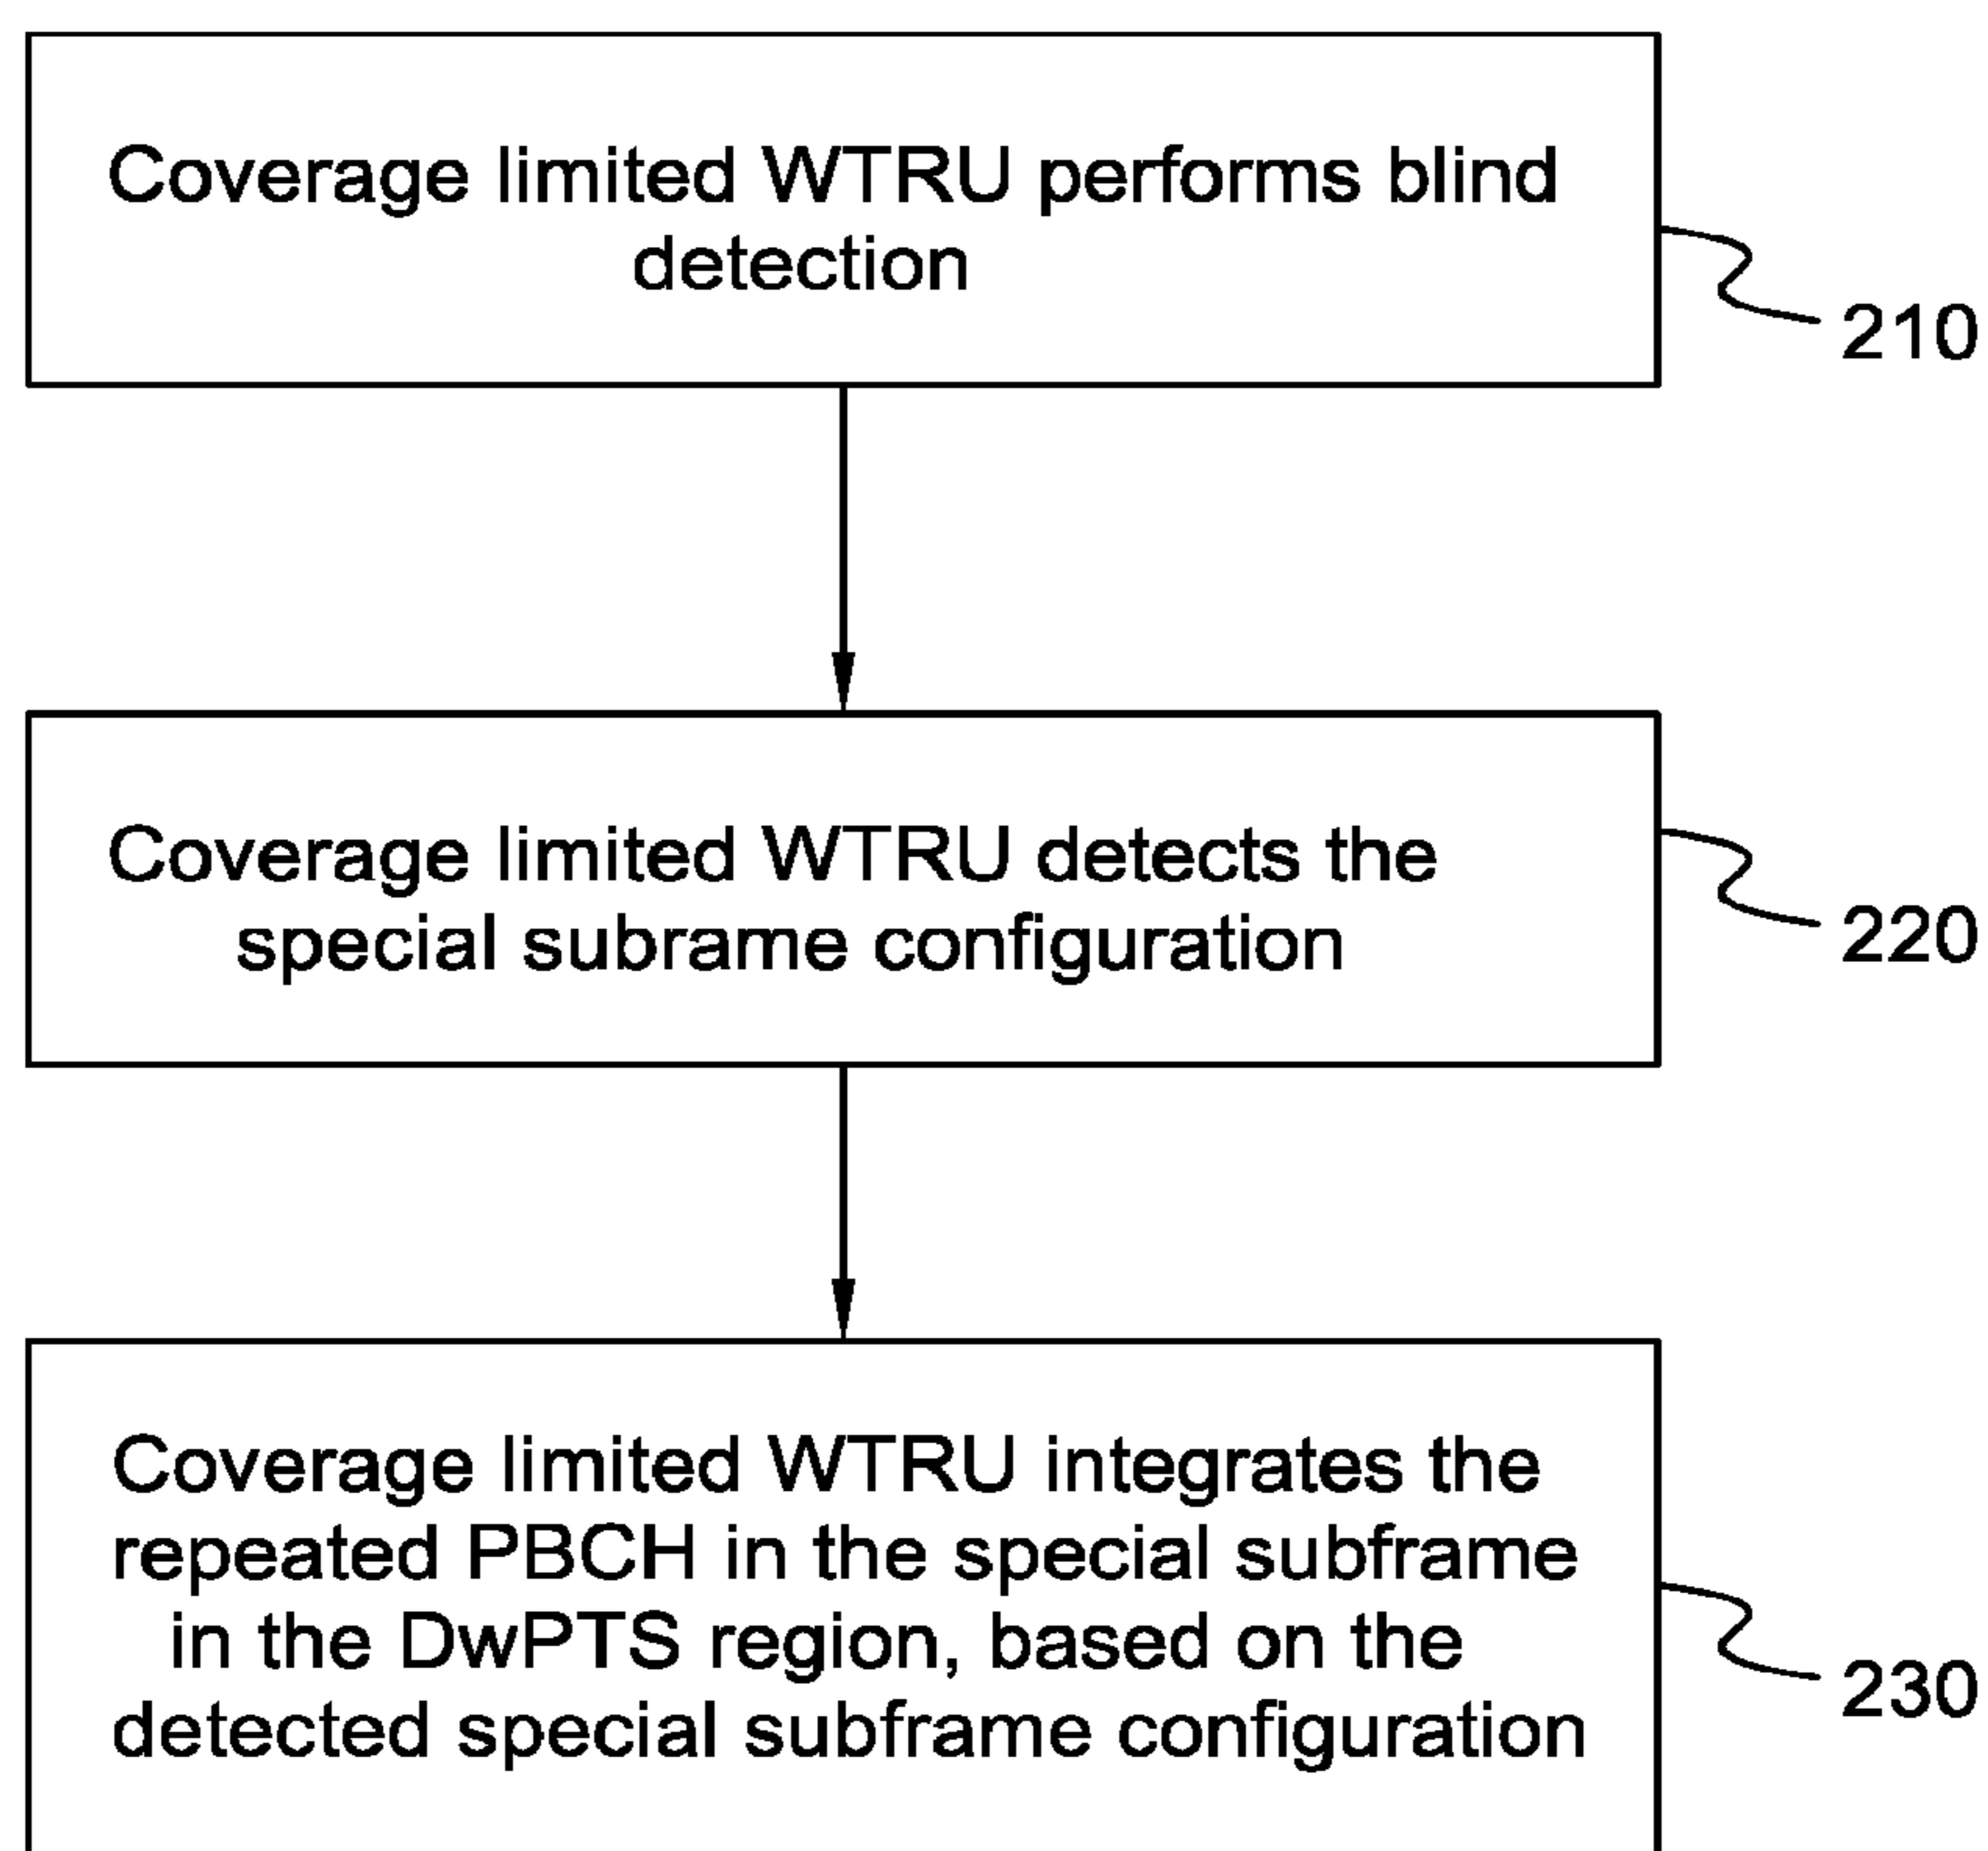 Coverage limited WTRU performs blind
detection
210
Coverage limited WTRU detects the
special subrame configuration
220
Coverage limited WTRU integrates the
repeated PBCH in the special subframe
in the DwPTS region, based on the
detected special subframe configuration
230